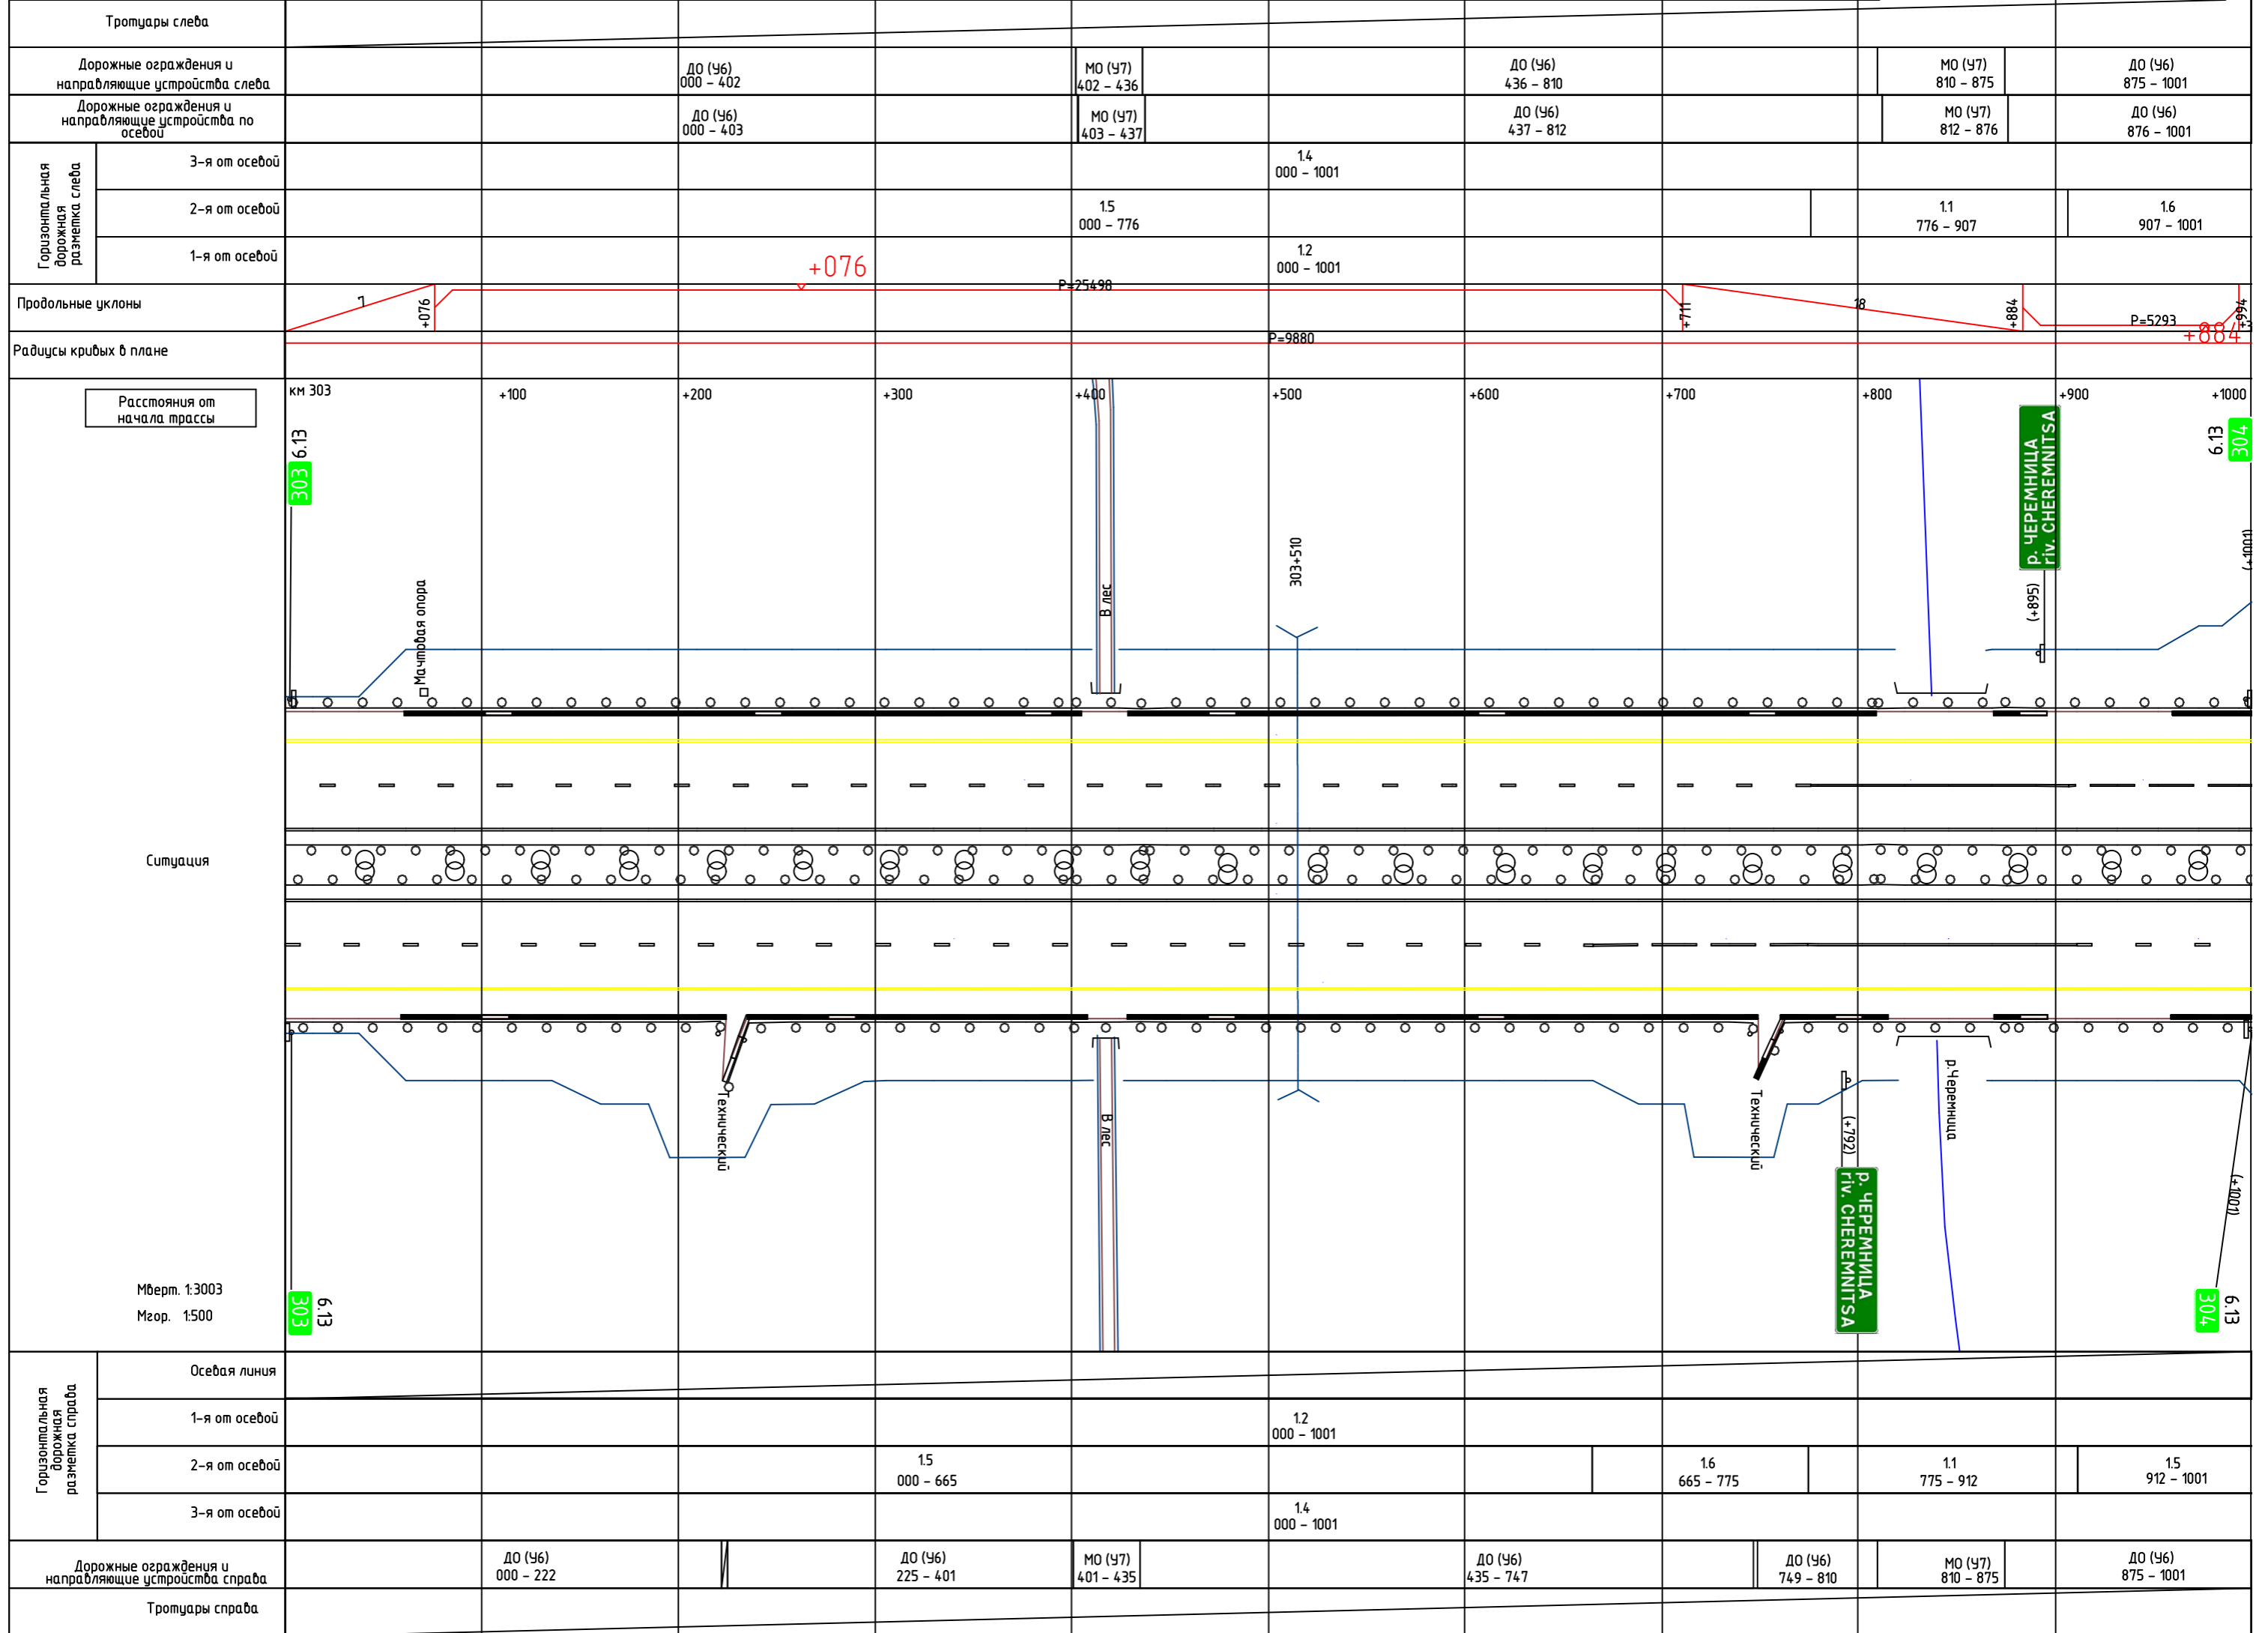 Тротуары слева
Дорожные ограждения и
направляющие устройства слева
ДО (У6)
000 – 402
МО (У7)
402 – 436
ДО (У6)
436 – 810
МО (У7)
810 – 875
ДО (У6)
875 – 1001
Дорожные ограждения и
направляющие устройства по
осевой
ДО (У6)
000 – 403
МО (У7)
403 – 437
ДО (У6)
437 – 812
МО (У7)
812 – 876
ДО (У6)
876 – 1001
Горизонтальная
дорожная
разметка слева
3-я от осевой
1.4
000 – 1001
2-я от осевой
1.5
000 – 776
1.1
776 – 907
1.6
907 – 1001
1-я от осевой
1.2
000 – 1001
+076
Продольные уклоны
7
+076
Р=25498
+711
18
+884
Р=5293
+994
+884
Радиусы кривых в плане
Р=9880
Расстояния от
начала трассы
км 303
+100
+200
+300
+400
+500
+600
+700
+800
+900
+1000
303
6.13
Мачтовая опора
В лес
303+510
р. ЧЕРЕМНИЦА
riv. CHEREMNITSA
(+895)
6.13
304
(+1001)
Ситуация
Технический
В лес
Технический
(+792)
р. ЧЕРЕМНИЦА
riv. CHEREMNITSA
р.Черемница
(+1001)
303
6.13
304
6.13
Мверт. 1:3003
Мгор. 1:500
Горизонтальная
дорожная
разметка справа
Осевая линия
1-я от осевой
1.2
000 – 1001
2-я от осевой
1.5
000 – 665
1.6
665 – 775
1.1
775 – 912
1.5
912 – 1001
3-я от осевой
1.4
000 – 1001
Дорожные ограждения и
направляющие устройства справа
ДО (У6)
000 – 222
ДО (У6)
225 – 401
МО (У7)
401 – 435
ДО (У6)
435 – 747
ДО (У6)
749 – 810
МО (У7)
810 – 875
ДО (У6)
875 – 1001
Тротуары справа